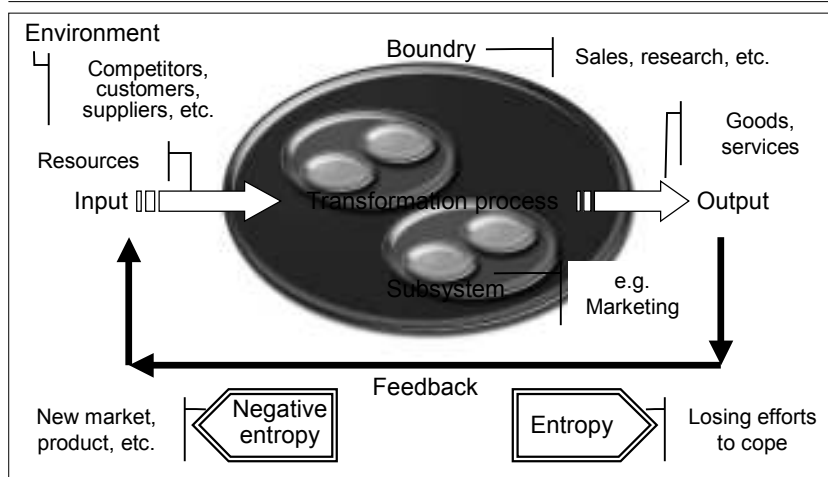 Environment
Competitors,
customers,
suppliers, etc.
Boundry
Sales, research, etc.
Goods,
services
Resources
Input
Transformation process
Output
Subsystem
e.g.
Marketing
Feedback
New market,
product, etc.
Negative
entropy
Entropy
Losing efforts
to cope